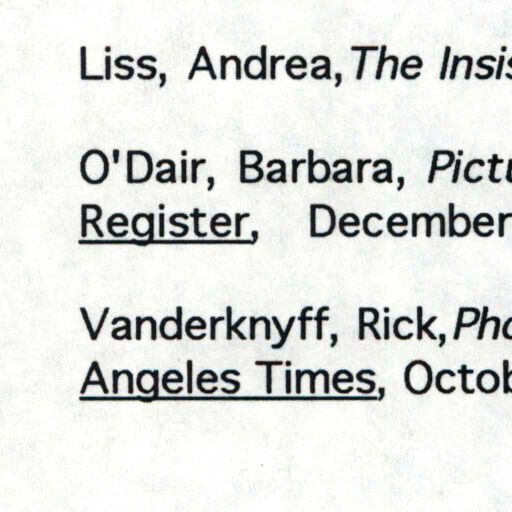 Liss, Andrea, The Insis
O'Dair, Barbara, Pictu
Register, December
Vanderknyff, Rick, Pho
Angeles Times, Octob